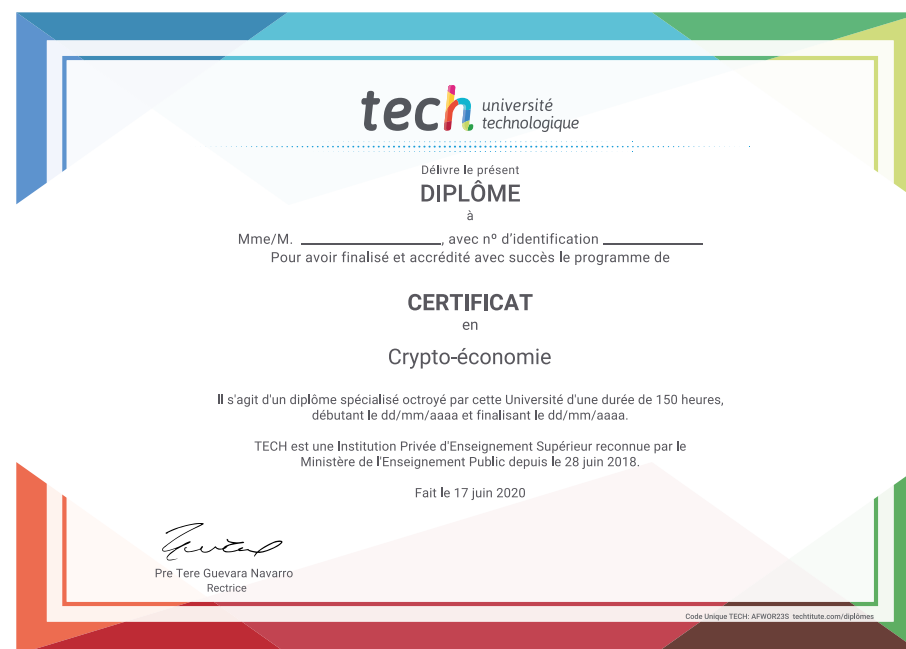 tech université
technologique
Délivre le présent
DIPLÔME
à
Mme/M. ____________________, avec nº d'identification ______________
Pour avoir finalisé et accrédité avec succès le programme de
CERTIFICAT
en
Crypto-économie
Il s'agit d'un diplôme spécialisé octroyé par cette Université d'une durée de 150 heures,
débutant le dd/mm/aaaa et finalisant le dd/mm/aaaa.
TECH est une Institution Privée d'Enseignement Supérieur reconnue par le
Ministère de l'Enseignement Public depuis le 28 juin 2018.
Fait le 17 juin 2020
Pre Tere Guevara Navarro
Rectrice
Code Unique TECH: AFWOR23S techtitute.com/diplômes